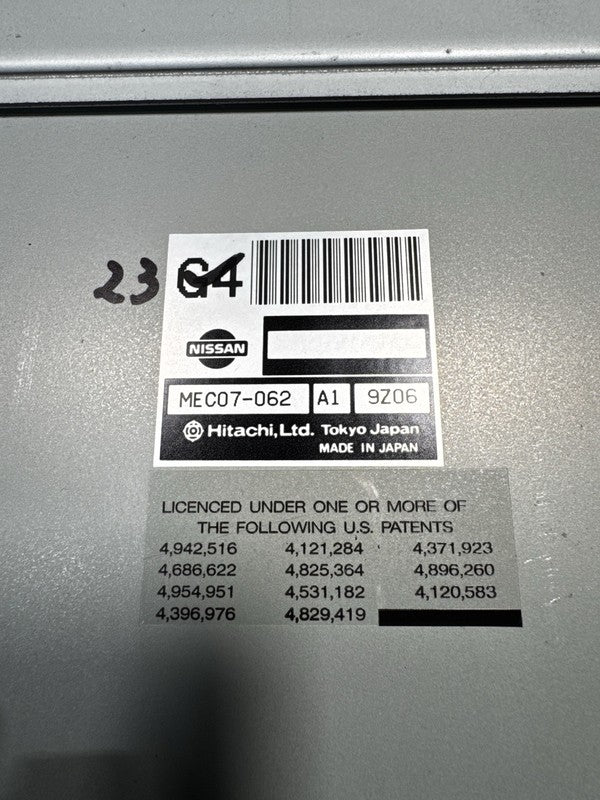 23 G4
NISSAN
MEC07-062 A1 9Z06
Hitachi, Ltd. Tokyo Japan
MADE IN JAPAN
LICENCED UNDER ONE OR MORE OF
THE FOLLOWING U.S. PATENTS
4,942,516 4,121,284 4,371,923
4,686,622 4,825,364 4,896,260
4,954,951 4,531,182 4,120,583
4,396,976 4,829,419